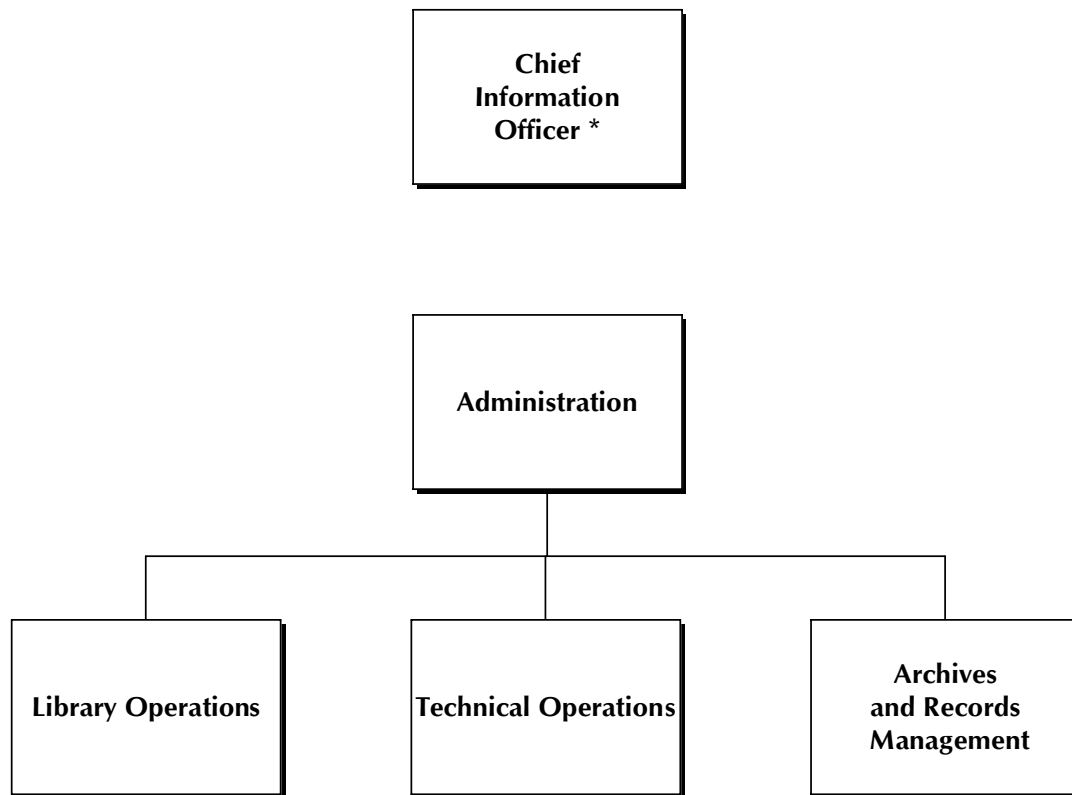 Chief
Information
Officer *
Administration
Library Operations
Technical Operations
Archives
and Records
Management